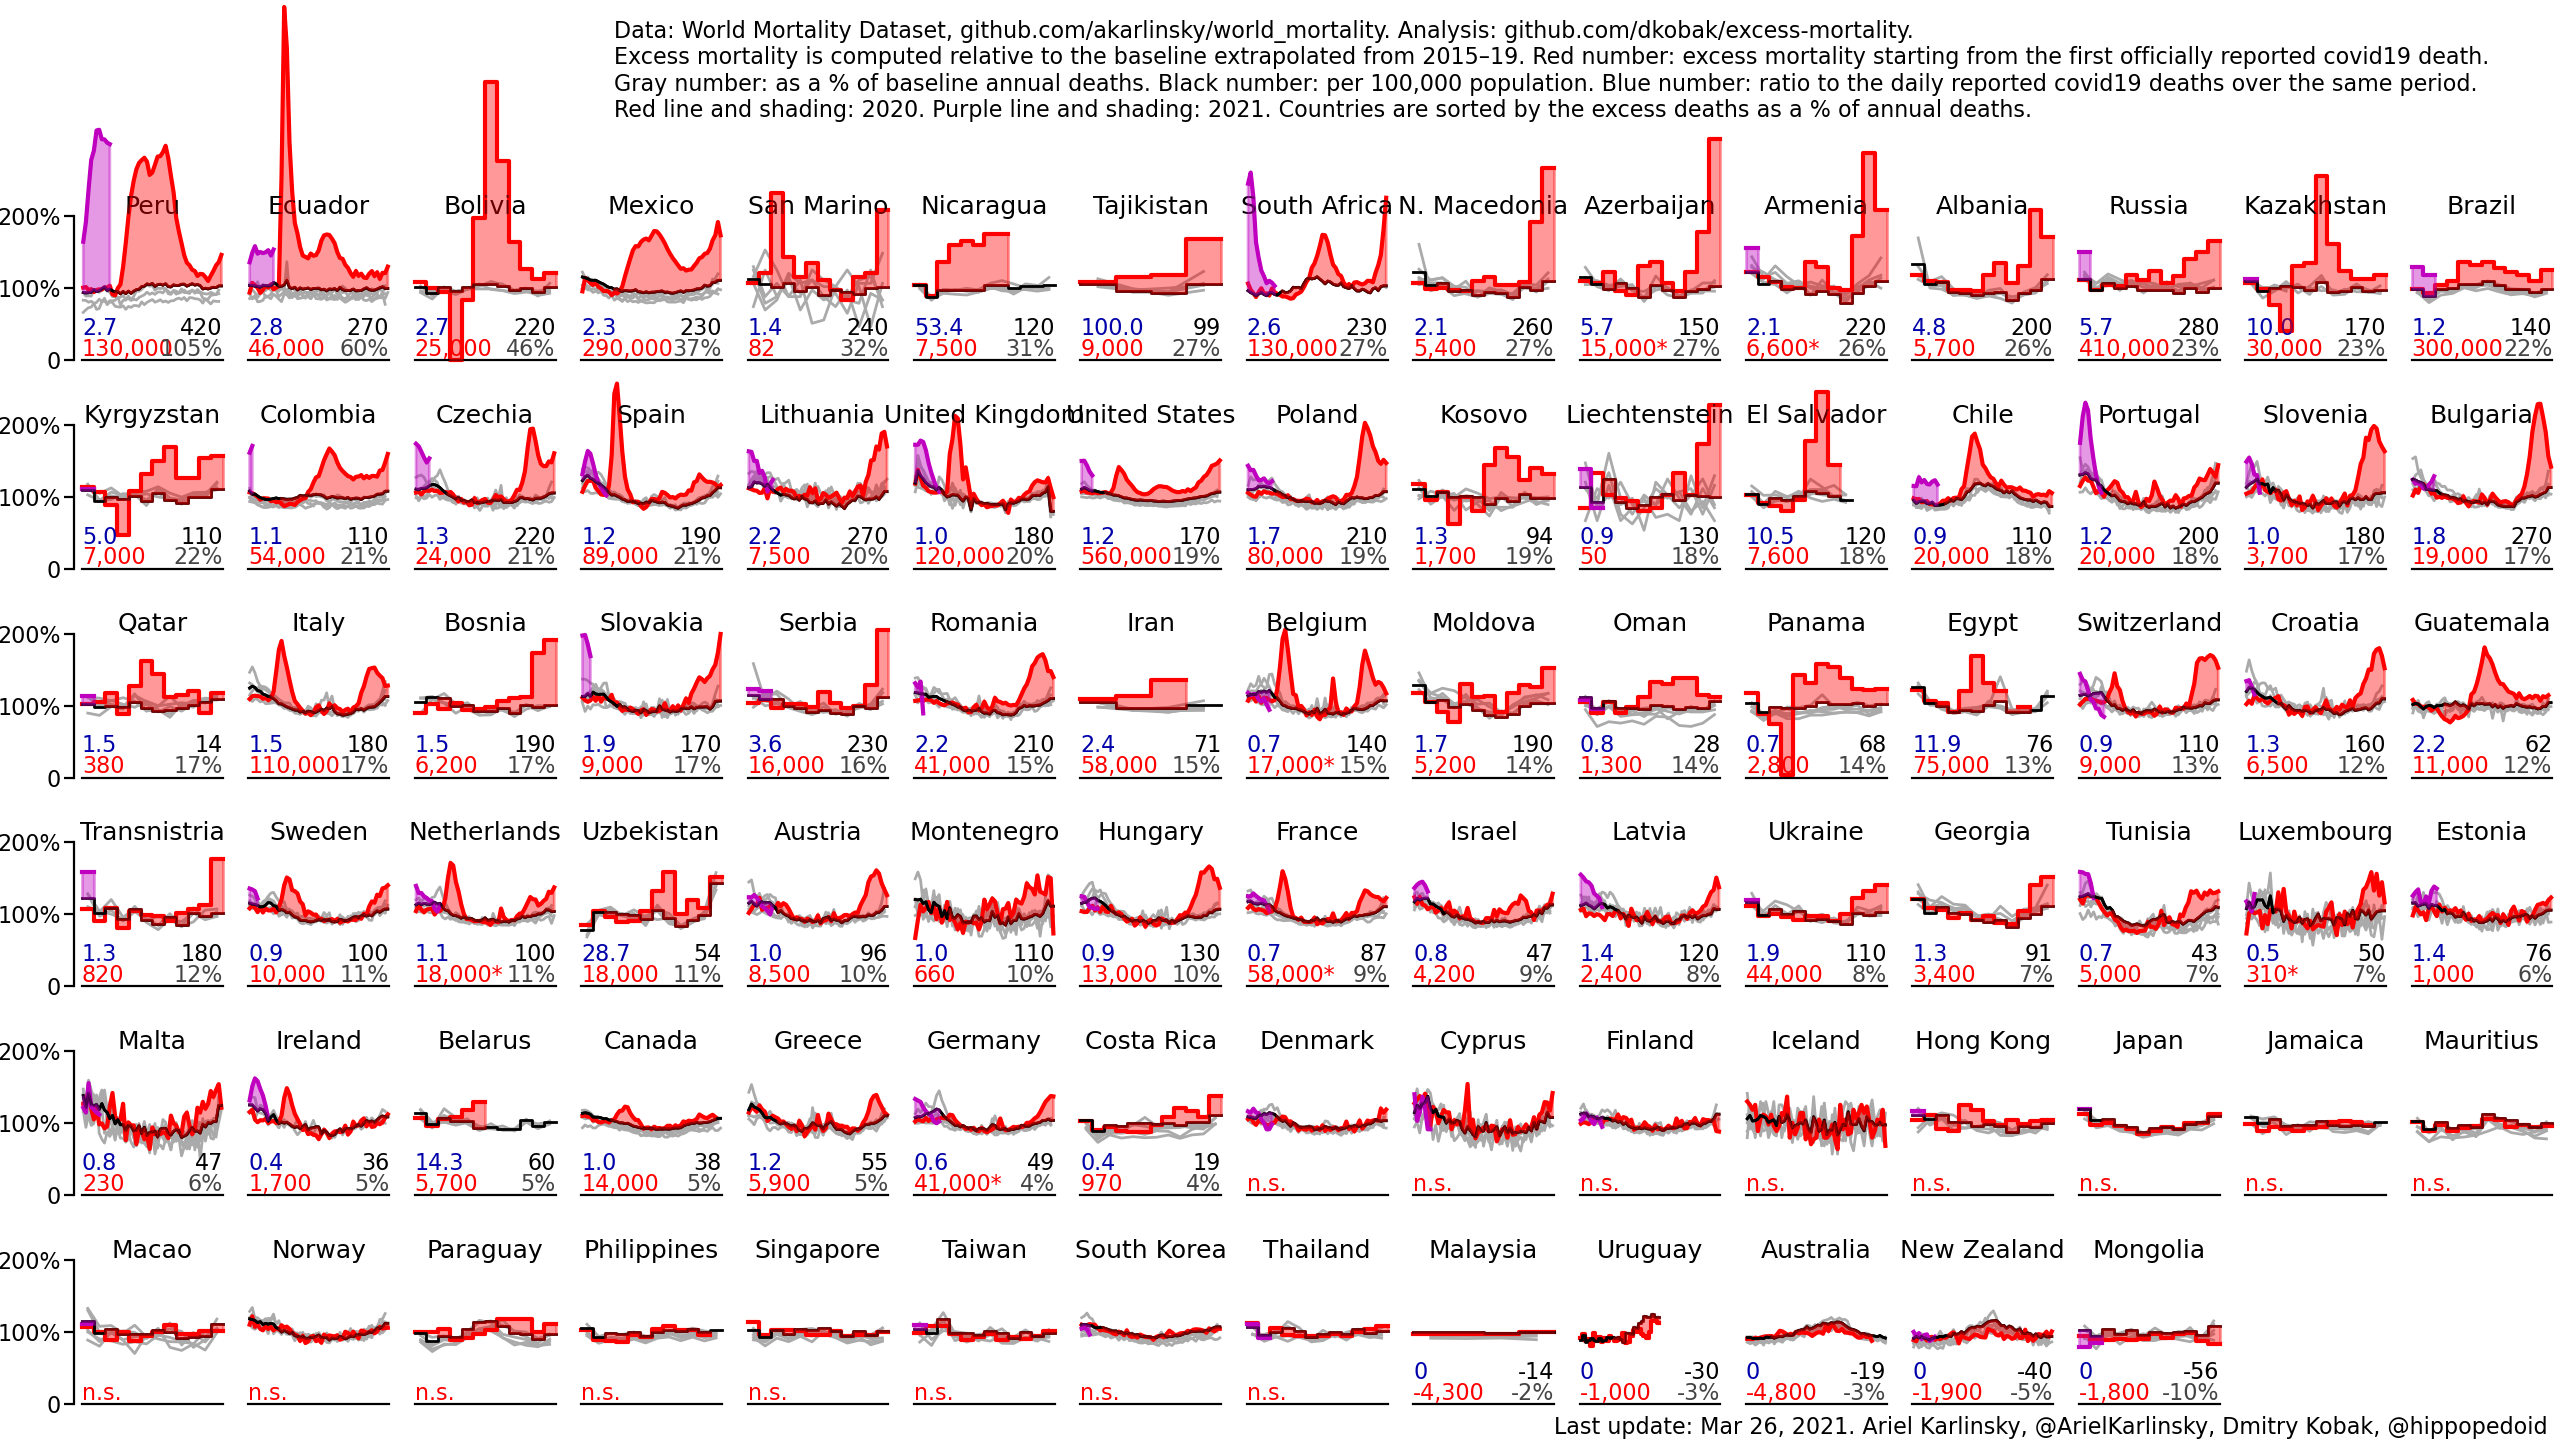 Data: World Mortality Dataset, github.com/akarlinsky/world_mortality. Analysis: github.com/dkobak/excess-mortality.
Excess mortality is computed relative to the baseline extrapolated from 2015–19. Red number: excess mortality starting from the first officially reported covid19 death.
Gray number: as a % of baseline annual deaths. Black number: per 100,000 population. Blue number: ratio to the daily reported covid19 deaths over the same period.
Red line and shading: 2020. Purple line and shading: 2021. Countries are sorted by the excess deaths as a % of annual deaths.
Peru Ecuador Bolivia Mexico San Marino Nicaragua Tajikistan South Africa N. Macedonia Azerbaijan Armenia Albania Russia Kazakhstan Brazil
200%
100%
2.7 420 2.8 270 2.7 220 2.3 230 1.4 240 53.4 120 100.0 99 2.6 230 2.1 260 5.7 150 2.1 220 4.8 200 5.7 280 10.0 170 1.2 140
130,000 105% 46,000 60% 25,000 46% 290,000 37% 82 32% 7,500 31% 9,000 27% 130,000 27% 5,400 27% 15,000* 27% 6,600* 26% 5,700 26% 410,000 23% 30,000 23% 300,000 22%
0
Kyrgyzstan Colombia Czechia Spain Lithuania United Kingdom United States Poland Kosovo Liechtenstein El Salvador Chile Portugal Slovenia Bulgaria
200%
100%
5.0 110 1.1 110 1.3 220 1.2 190 2.2 270 1.0 180 1.2 170 1.7 210 1.3 94 0.9 130 10.5 120 0.9 110 1.2 200 1.0 180 1.8 270
7,000 22% 54,000 21% 24,000 21% 89,000 21% 7,500 20% 120,000 20% 560,000 19% 80,000 19% 1,700 19% 50 18% 7,600 18% 20,000 18% 20,000 18% 3,700 17% 19,000 17%
0
Qatar Italy Bosnia Slovakia Serbia Romania Iran Belgium Moldova Oman Panama Egypt Switzerland Croatia Guatemala
200%
100%
1.5 14 1.5 180 1.5 190 1.9 170 3.6 230 2.2 210 2.4 71 0.7 140 1.7 190 0.8 28 0.7 68 11.9 76 0.9 110 1.3 160 2.2 62
380 17% 110,000 17% 6,200 17% 9,000 17% 16,000 16% 41,000 15% 58,000 15% 17,000* 15% 5,200 14% 1,300 14% 2,800 14% 75,000 13% 9,000 13% 6,500 12% 11,000 12%
0
Transnistria Sweden Netherlands Uzbekistan Austria Montenegro Hungary France Israel Latvia Ukraine Georgia Tunisia Luxembourg Estonia
200%
100%
1.3 180 0.9 100 1.1 100 28.7 54 1.0 96 1.0 110 0.9 130 0.7 87 0.8 47 1.4 120 1.9 110 1.3 91 0.7 43 0.5 50 1.4 76
820 12% 10,000 11% 18,000* 11% 18,000 11% 8,500 10% 660 10% 13,000 10% 58,000* 9% 4,200 9% 2,400 8% 44,000 8% 3,400 7% 5,000 7% 310* 7% 1,000 6%
0
Malta Ireland Belarus Canada Greece Germany Costa Rica Denmark Cyprus Finland Iceland Hong Kong Japan Jamaica Mauritius
200%
100%
0.8 47 0.4 36 14.3 60 1.0 38 1.2 55 0.6 49 0.4 19
230 6% 1,700 5% 5,700 5% 14,000 5% 5,900 5% 41,000* 4% 970 4% n.s. n.s. n.s. n.s. n.s. n.s. n.s. n.s.
0
Macao Norway Paraguay Philippines Singapore Taiwan South Korea Thailand Malaysia Uruguay Australia New Zealand Mongolia
200%
100%
0 -14 0 -30 0 -19 0 -40 0 -56
n.s. n.s. n.s. n.s. n.s. n.s. n.s. n.s. -4,300 -2% -1,000 -3% -4,800 -3% -1,900 -5% -1,800 -10%
0
Last update: Mar 26, 2021. Ariel Karlinsky, @ArielKarlinsky, Dmitry Kobak, @hippopedoid